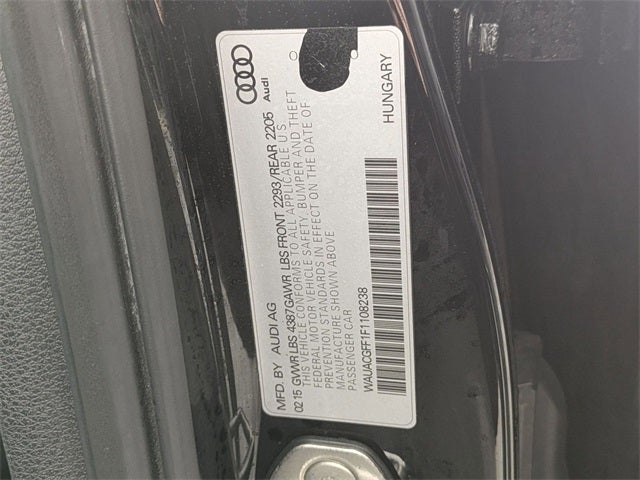 Audi
MFD. BY AUDI AG
02 15 GVWR LBS 4387 GAWR LBS FRONT 2293/REAR 2205
THIS VEHICLE CONFORMS TO ALL APPLICABLE U S
FEDERAL MOTOR VEHICLE SAFETY, BUMPER AND THEFT
PREVENTION STANDARDS IN EFFECT ON THE DATE OF
MANUFACTURE SHOWN ABOVE
PASSENGER CAR
WAUACGFF1F1108238
HUNGARY